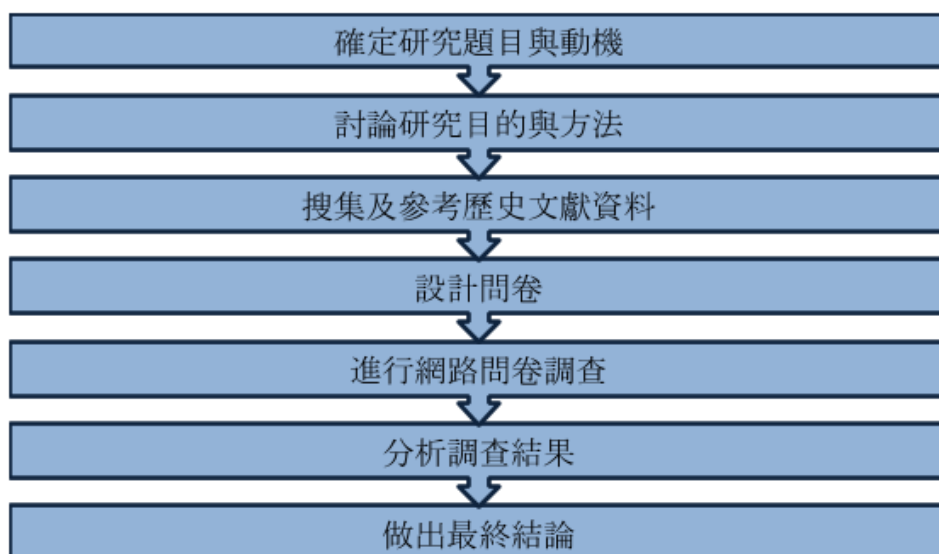 確定研究題目與動機
討論研究目的與方法
搜集及參考歷史文獻資料
設計問卷
進行網路問卷調查
分析調查結果
做出最終結論